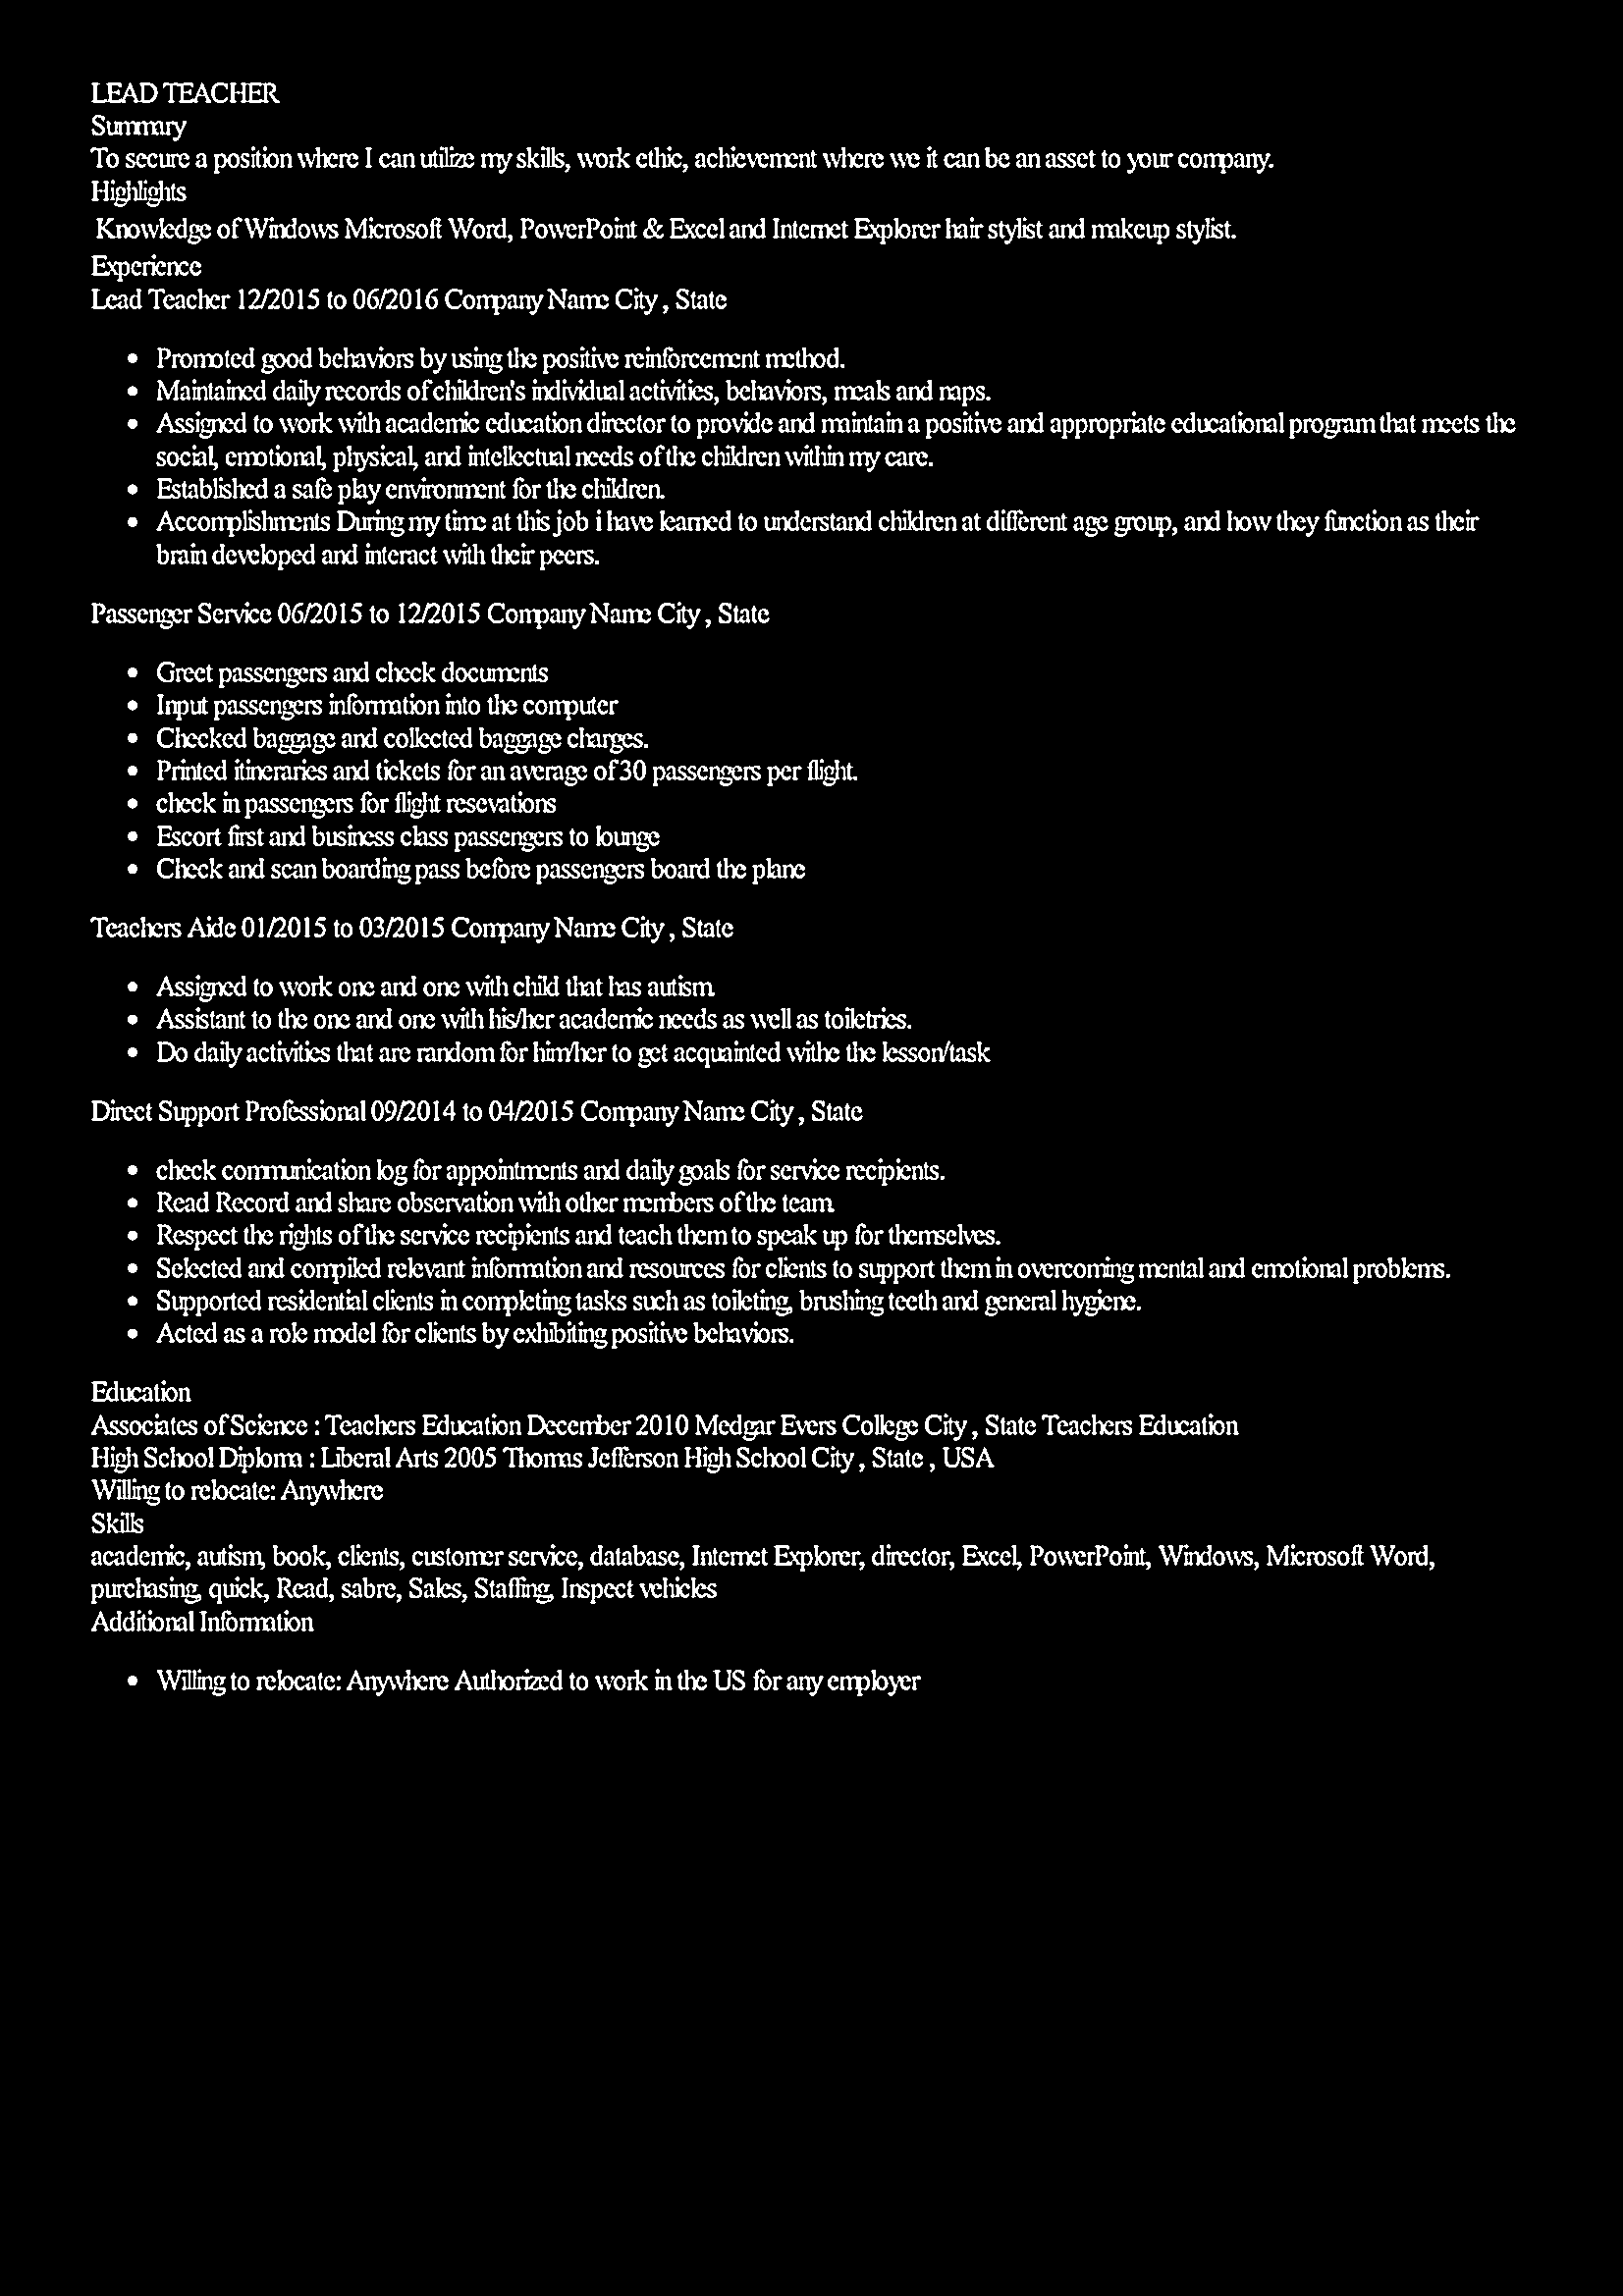 LEAD TEACHER
Summary
To secure a position where I can utilize my skills, work ethic, achievement where we it can be an asset to your company.
Highlights
Knowledge of Windows Microsoft Word, PowerPoint & Excel and Internet Explorer hair stylist and makeup stylist.
Experience
Lead Teacher 12/2015 to 06/2016 Company Name City , State
• Promoted good behaviors by using the positive reinforcement method.
• Maintained daily records of children's individual activities, behaviors, meals and naps.
• Assigned to work with academic education director to provide and maintain a positive and appropriate educational program that meets the
social, emotional, physical, and intellectual needs of the children within my care.
• Established a safe play environment for the children.
• Accomplishments During my time at this job i have learned to understand children at different age group, and how they function as their
brain developed and interact with their peers.
Passenger Service 06/2015 to 12/2015 Company Name City , State
• Greet passengers and check documents
• Input passengers information into the computer
• Checked baggage and collected baggage charges.
• Printed itineraries and tickets for an average of 30 passengers per flight.
• check in passengers for flight resevations
• Escort first and business class passengers to lounge
• Check and scan boarding pass before passengers board the plane
Teachers Aide 01/2015 to 03/2015 Company Name City , State
• Assigned to work one and one with child that has autism.
• Assistant to the one and one with his/her academic needs as well as toiletries.
• Do daily activities that are random for him/her to get acquainted withe the lesson/task
Direct Support Professional 09/2014 to 04/2015 Company Name City , State
• check communication log for appointments and daily goals for service recipients.
• Read Record and share observation with other members of the team.
• Respect the rights of the service recipients and teach them to speak up for themselves.
• Selected and compiled relevant information and resources for clients to support them in overcoming mental and emotional problems.
• Supported residential clients in completing tasks such as toileting, brushing teeth and general hygiene.
• Acted as a role model for clients by exhibiting positive behaviors.
Education
Associates of Science : Teachers Education December 2010 Medgar Evers College City , State Teachers Education
High School Diploma : Liberal Arts 2005 Thomas Jefferson High School City , State , USA
Willing to relocate: Anywhere
Skills
academic, autism, book, clients, customer service, database, Internet Explorer, director, Excel, PowerPoint, Windows, Microsoft Word,
purchasing, quick, Read, sabre, Sales, Staffing, Inspect vehicles
Additional Information
• Willing to relocate: Anywhere Authorized to work in the US for any employer